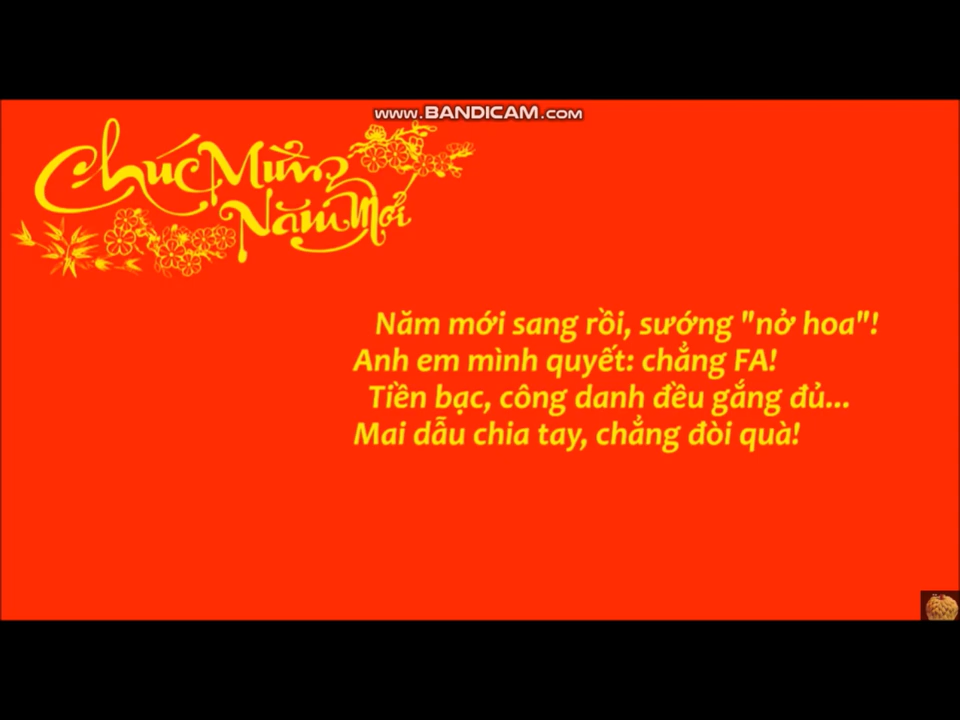 www.BANDICAM.com
Chúc Mừng
Năm Mới
Năm mới sang rồi, sướng "nở hoa"!
Anh em mình quyết: chẳng FA!
Tiền bạc, công danh đều gắng đủ...
Mai dẫu chia tay, chẳng đòi quà!